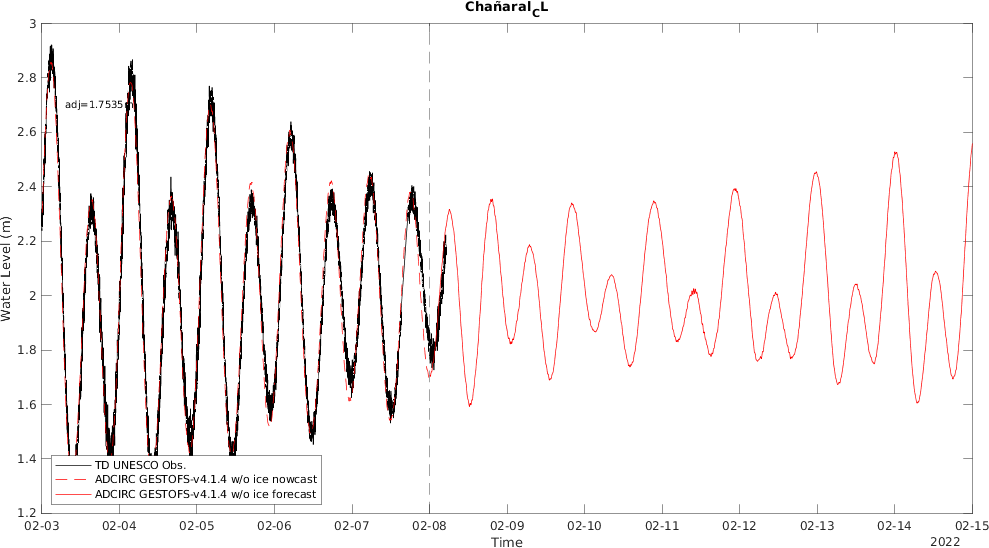 Chañaral_CL
3
2.8
2.6
2.4
2.2
2
1.8
1.6
1.4
1.2
Water Level (m)
adj=1.7535
TD UNESCO Obs.
ADCIRC GESTOFS-v4.1.4 w/o ice nowcast
ADCIRC GESTOFS-v4.1.4 w/o ice forecast
02-03 02-04 02-05 02-06 02-07 02-08 02-09 02-10 02-11 02-12 02-13 02-14 02-15
Time
2022